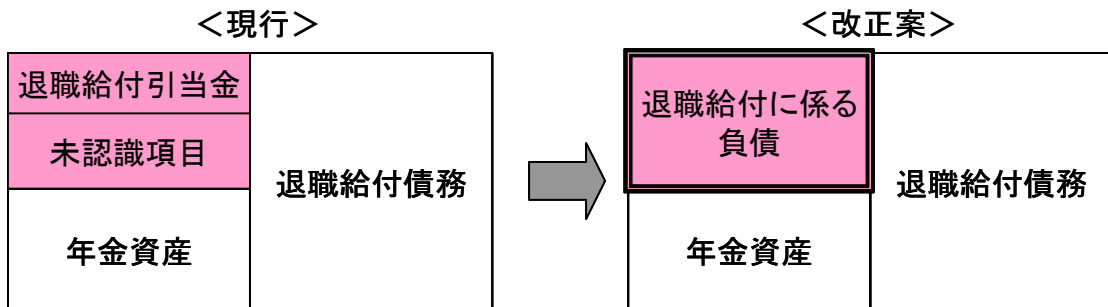 <現行>
退職給付引当金
未認識項目
年金資産
退職給付債務
<改正案>
退職給付に係る
負債
年金資産
退職給付債務